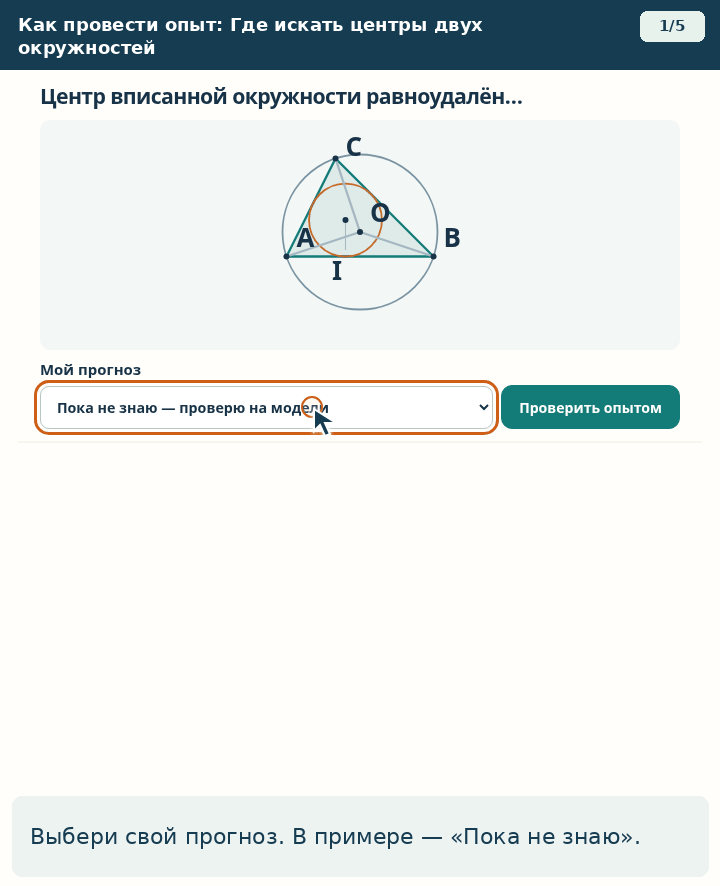 Как провести опыт: Где искать центры двух
окружностей
1/5
Центр вписанной окружности равноудалён…
C
O
A
B
I
Мой прогноз
Пока не знаю — проверю на модели
Проверить опытом
Выбери свой прогноз. В примере — «Пока не знаю».